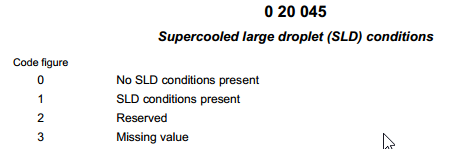 0 20 045
Supercooled large droplet (SLD) conditions
Code figure
0 No SLD conditions present
1 SLD conditions present
2 Reserved
3 Missing value